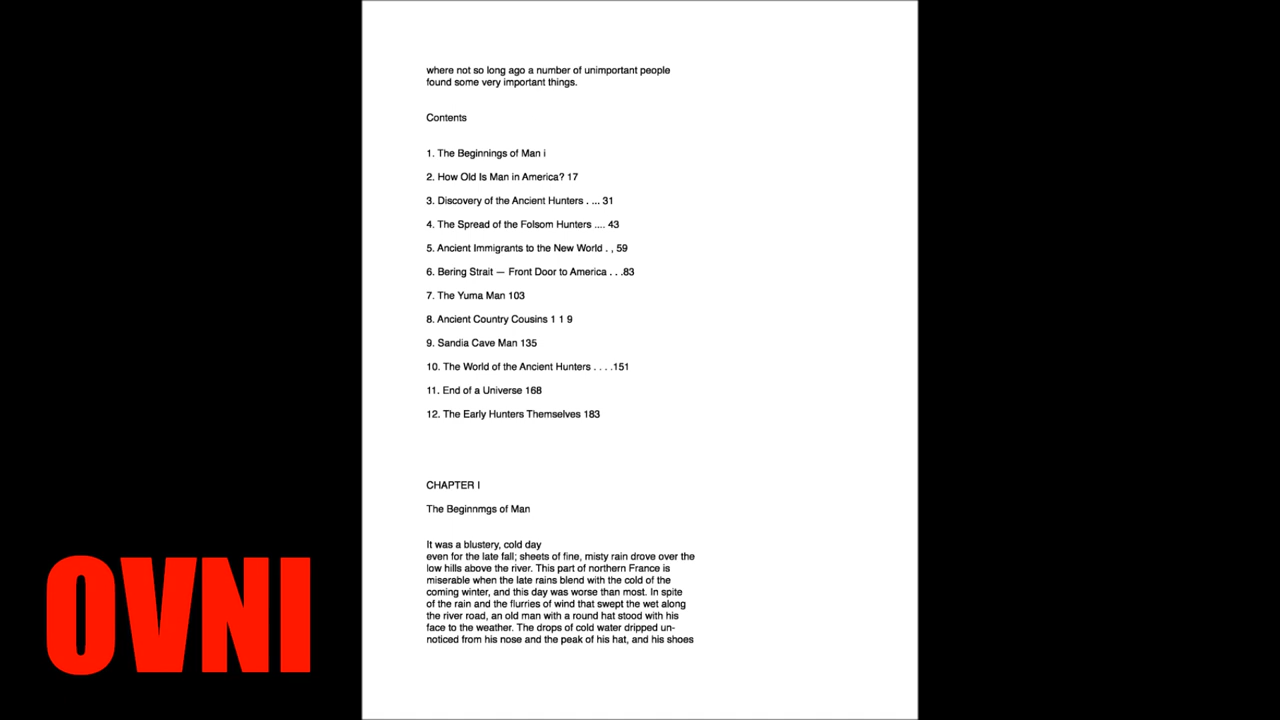 where not so long ago a number of unimportant people
found some very important things.
Contents
1. The Beginnings of Man i
2. How Old Is Man in America? 17
3. Discovery of the Ancient Hunters . ... 31
4. The Spread of the Folsom Hunters .... 43
5. Ancient Immigrants to the New World . , 59
6. Bering Strait — Front Door to America . . .83
7. The Yuma Man 103
8. Ancient Country Cousins 1 1 9
9. Sandia Cave Man 135
10. The World of the Ancient Hunters . . . .151
11. End of a Universe 168
12. The Early Hunters Themselves 183
CHAPTER I
The Beginnmgs of Man
It was a blustery, cold day
even for the late fall; sheets of fine, misty rain drove over the
low hills above the river. This part of northern France is
miserable when the late rains blend with the cold of the
coming winter, and this day was worse than most. In spite
of the rain and the flurries of wind that swept the wet along
the river road, an old man with a round hat stood with his
face to the weather. The drops of cold water dripped un-
noticed from his nose and the peak of his hat, and his shoes
OVNI